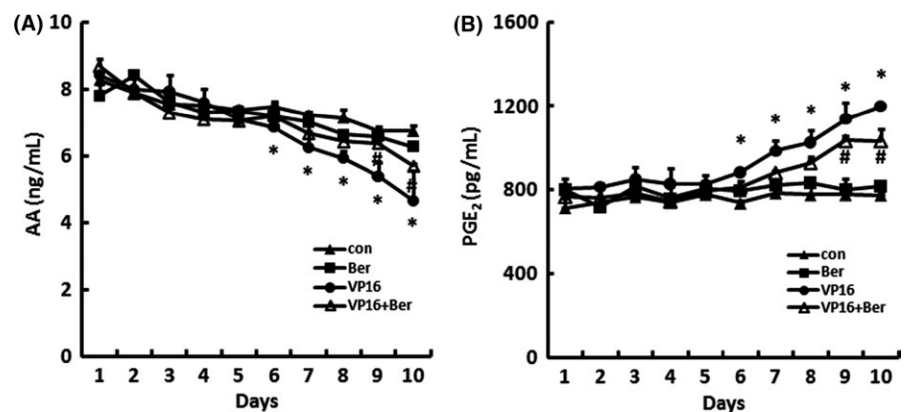 (A)
10
8
6
4
2
0
AA (ng/mL)
* * * * *
# #
con
Ber
VP16
VP16+Ber
1 2 3 4 5 6 7 8 9 10
Days
(B)
1600
1200
800
400
0
PGE₂ (pg/mL)
* * * * *
# #
con
Ber
VP16
VP16+Ber
1 2 3 4 5 6 7 8 9 10
Days